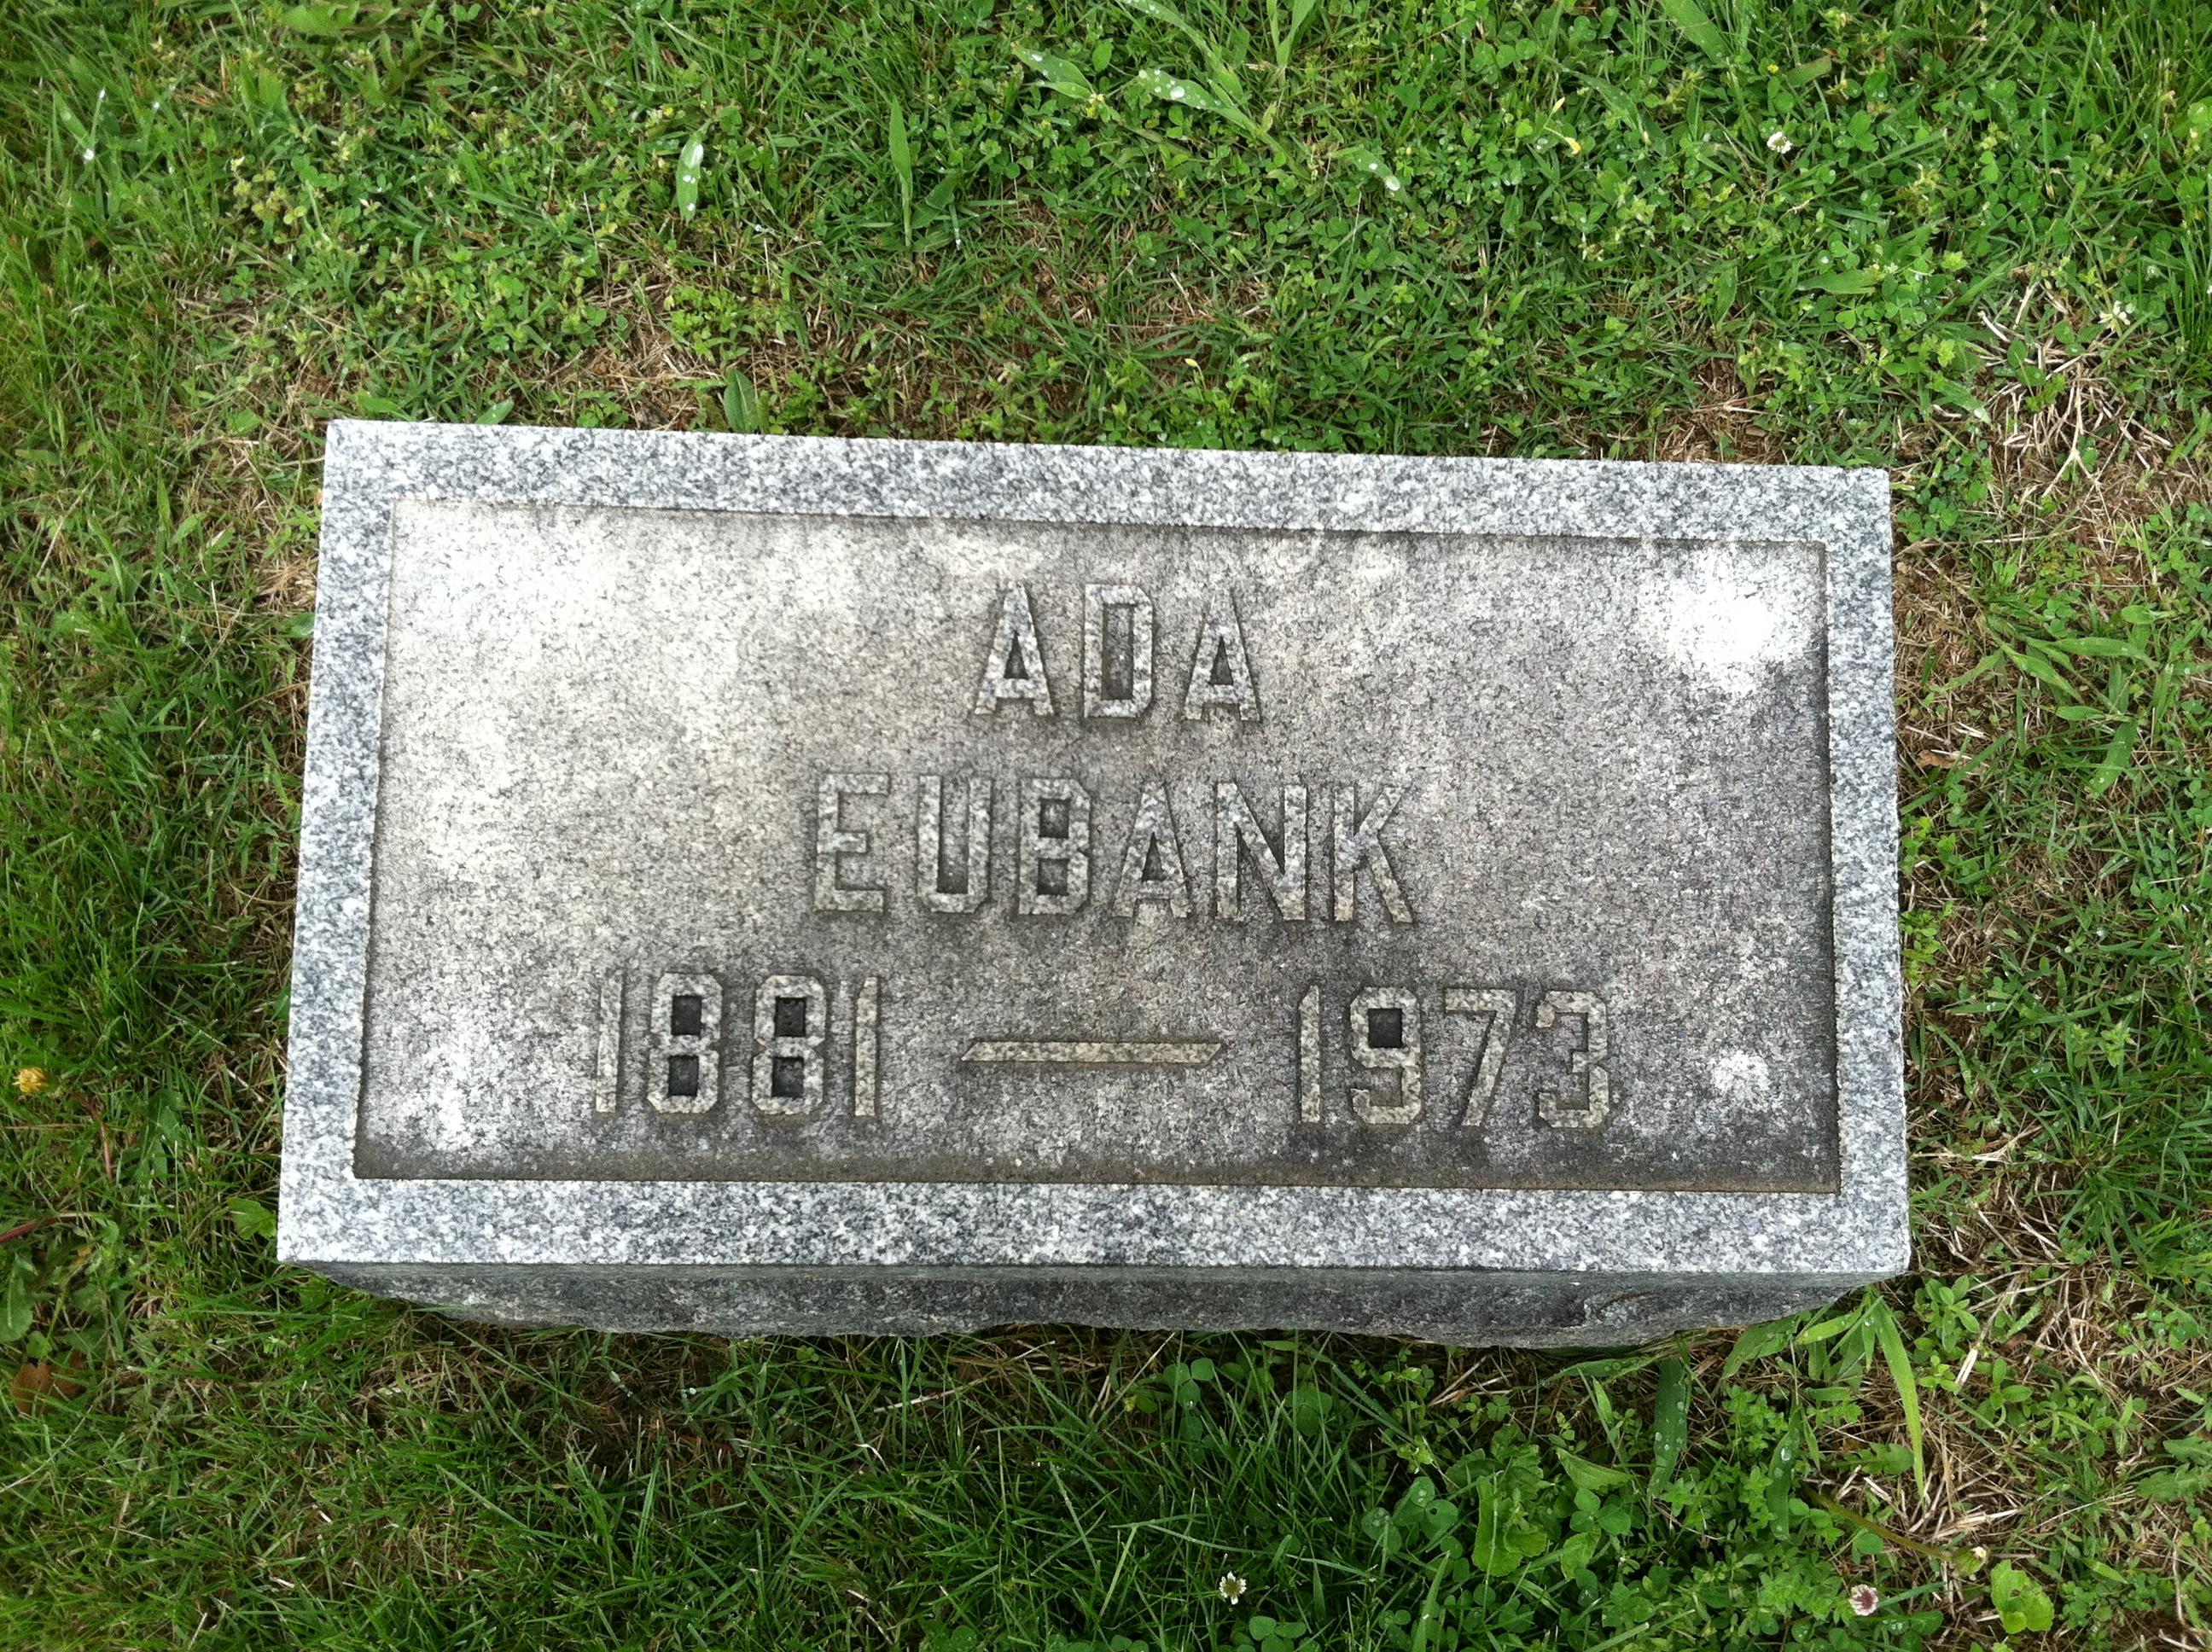 ADA
EUBANK
1881 — 1973